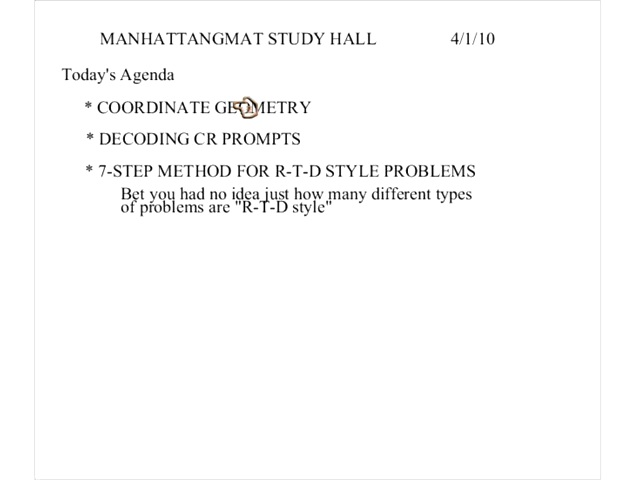 MANHATTANGMAT STUDY HALL 4/1/10
Today's Agenda
* COORDINATE GEOMETRY
* DECODING CR PROMPTS
* 7-STEP METHOD FOR R-T-D STYLE PROBLEMS
Bet you had no idea just how many different types
of problems are "R-T-D style"